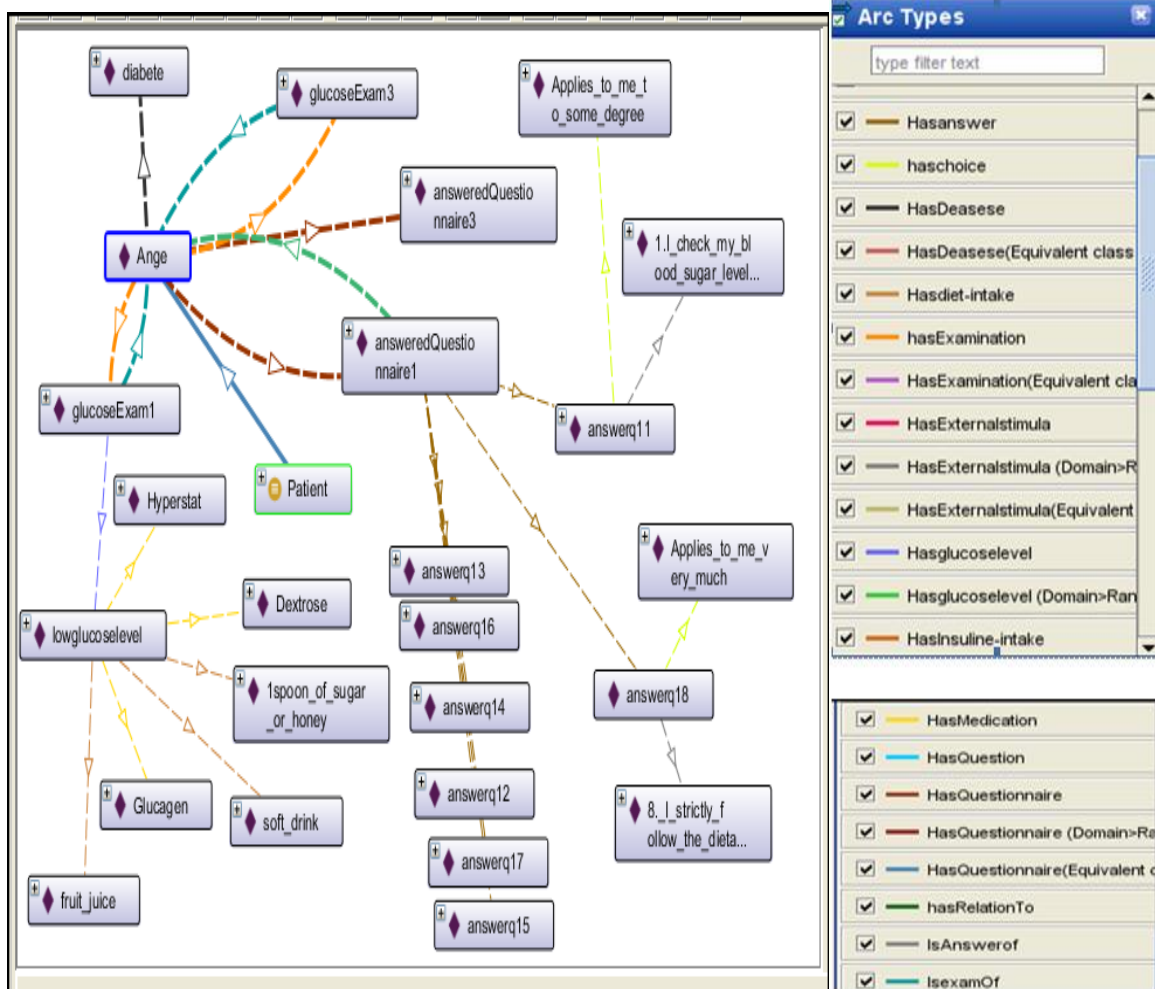 diabete
glucoseExam3
Applies_to_me_t
o_some_degree
answeredQuestio
nnaire3
1.I_check_my_bl
ood_sugar_level...
Ange
answeredQuestio
nnaire1
glucoseExam1
answerq11
Hyperstat
Patient
Applies_to_me_v
ery_much
answerq13
Dextrose
answerq16
lowglucoselevel
1spoon_of_sugar
_or_honey
answerq14
answerq18
Glucagen
soft_drink
answerq12
8._I_strictly_f
ollow_the_dieta...
answerq17
fruit_juice
answerq15
Arc Types
type filter text
Hasanswer
haschoice
HasDeasese
HasDeasese(Equivalent class
Hasdiet-intake
hasExamination
HasExamination(Equivalent cla
HasExternalstimula
HasExternalstimula (Domain>R
HasExternalstimula(Equivalent
Hasglucoselevel
Hasglucoselevel (Domain>Ran
HasInsuline-intake
HasMedication
HasQuestion
HasQuestionnaire
HasQuestionnaire (Domain>Ra
HasQuestionnaire(Equivalent c
hasRelationTo
IsAnswerof
IsexamOf